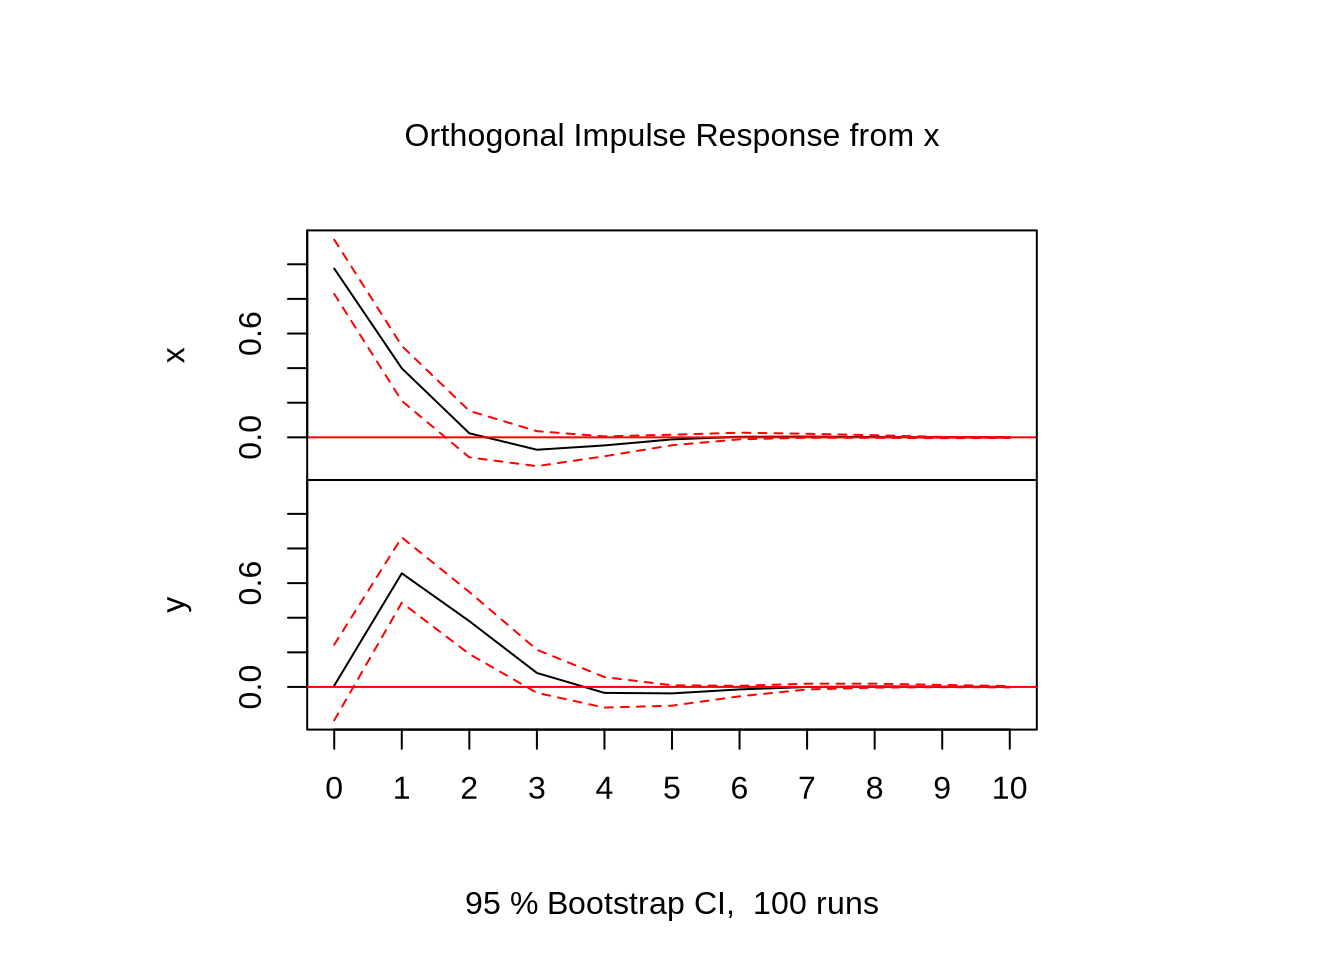 Orthogonal Impulse Response from x
x
0.6
0.0
y
0.6
0.0
0 1 2 3 4 5 6 7 8 9 10
95 % Bootstrap CI,  100 runs